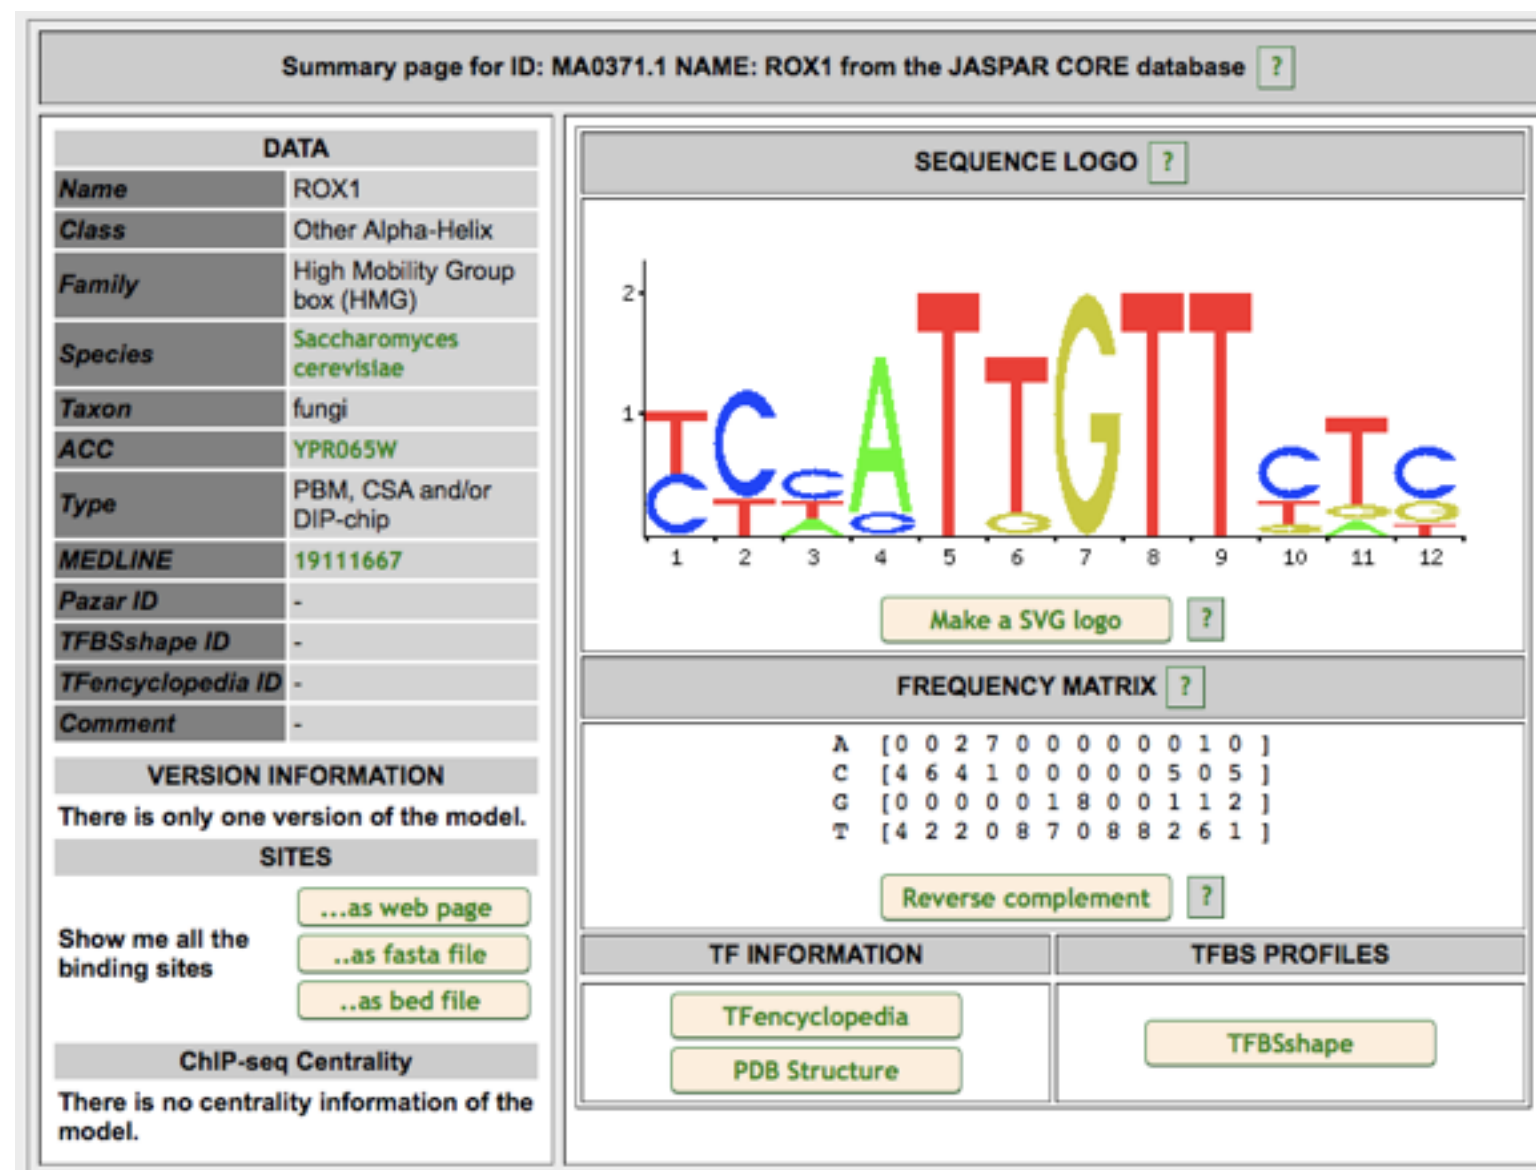 Summary page for ID: MA0371.1 NAME: ROX1 from the JASPAR CORE database ?
DATA
Name ROX1
Class Other Alpha-Helix
Family High Mobility Group
box (HMG)
Species Saccharomyces
cerevisiae
Taxon fungi
ACC YPR065W
Type PBM, CSA and/or
DIP-chip
MEDLINE 19111667
Pazar ID -
TFBSshape ID -
TFencyclopedia ID -
Comment -
VERSION INFORMATION
There is only one version of the model.
SITES
Show me all the
binding sites
...as web page
..as fasta file
..as bed file
ChIP-seq Centrality
There is no centrality information of the
model.
SEQUENCE LOGO ?
2
1
T C C A T T G T T C T C
C T T C G T G G
A G A T
1 2 3 4 5 6 7 8 9 10 11 12
Make a SVG logo ?
FREQUENCY MATRIX ?
A [0 0 2 7 0 0 0 0 0 0 1 0 ]
C [4 6 4 1 0 0 0 0 0 5 0 5 ]
G [0 0 0 0 0 1 8 0 0 1 1 2 ]
T [4 2 2 0 8 7 0 8 8 2 6 1 ]
Reverse complement ?
TF INFORMATION
TFencyclopedia
PDB Structure
TFBS PROFILES
TFBSshape